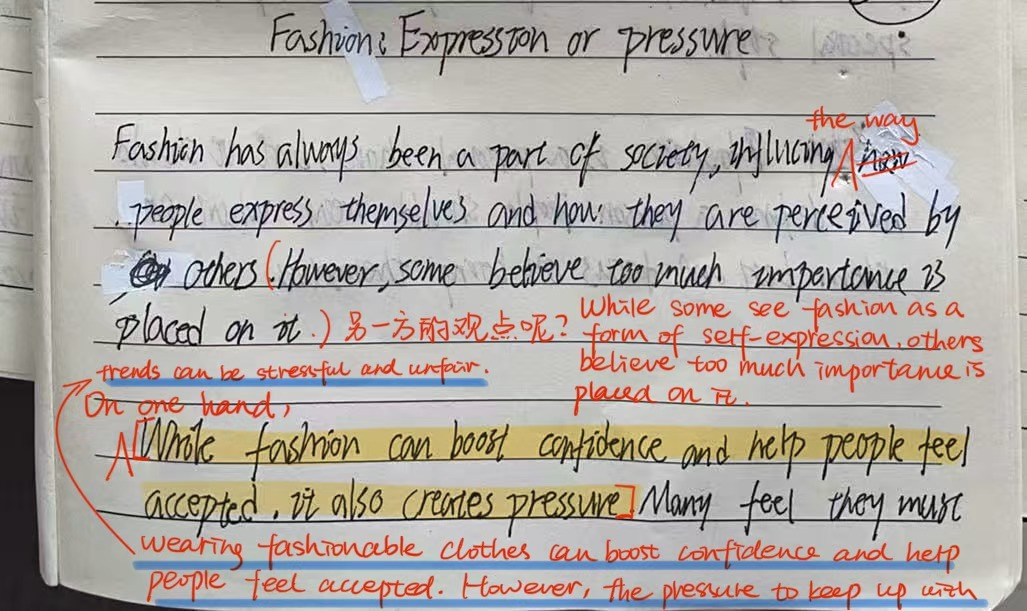 Fashion: Expression or pressure
the way
Fashion has always been a part of society, influcing how
people express themselves and how they are perceived by
others. However, some believe too much importance is
placed on it.) 另一方的观点呢?
While some see fashion as a
form of self-expression, others
believe too much importance is
placed on it.
trends can be stressful and unfair.
On one hand,
[While fashion can boost confidence and help people feel
accepted, it also creates pressure] Many feel they must
wearing fashionable clothes can boost confidence and help
people feel accepted. However, the pressure to keep up with